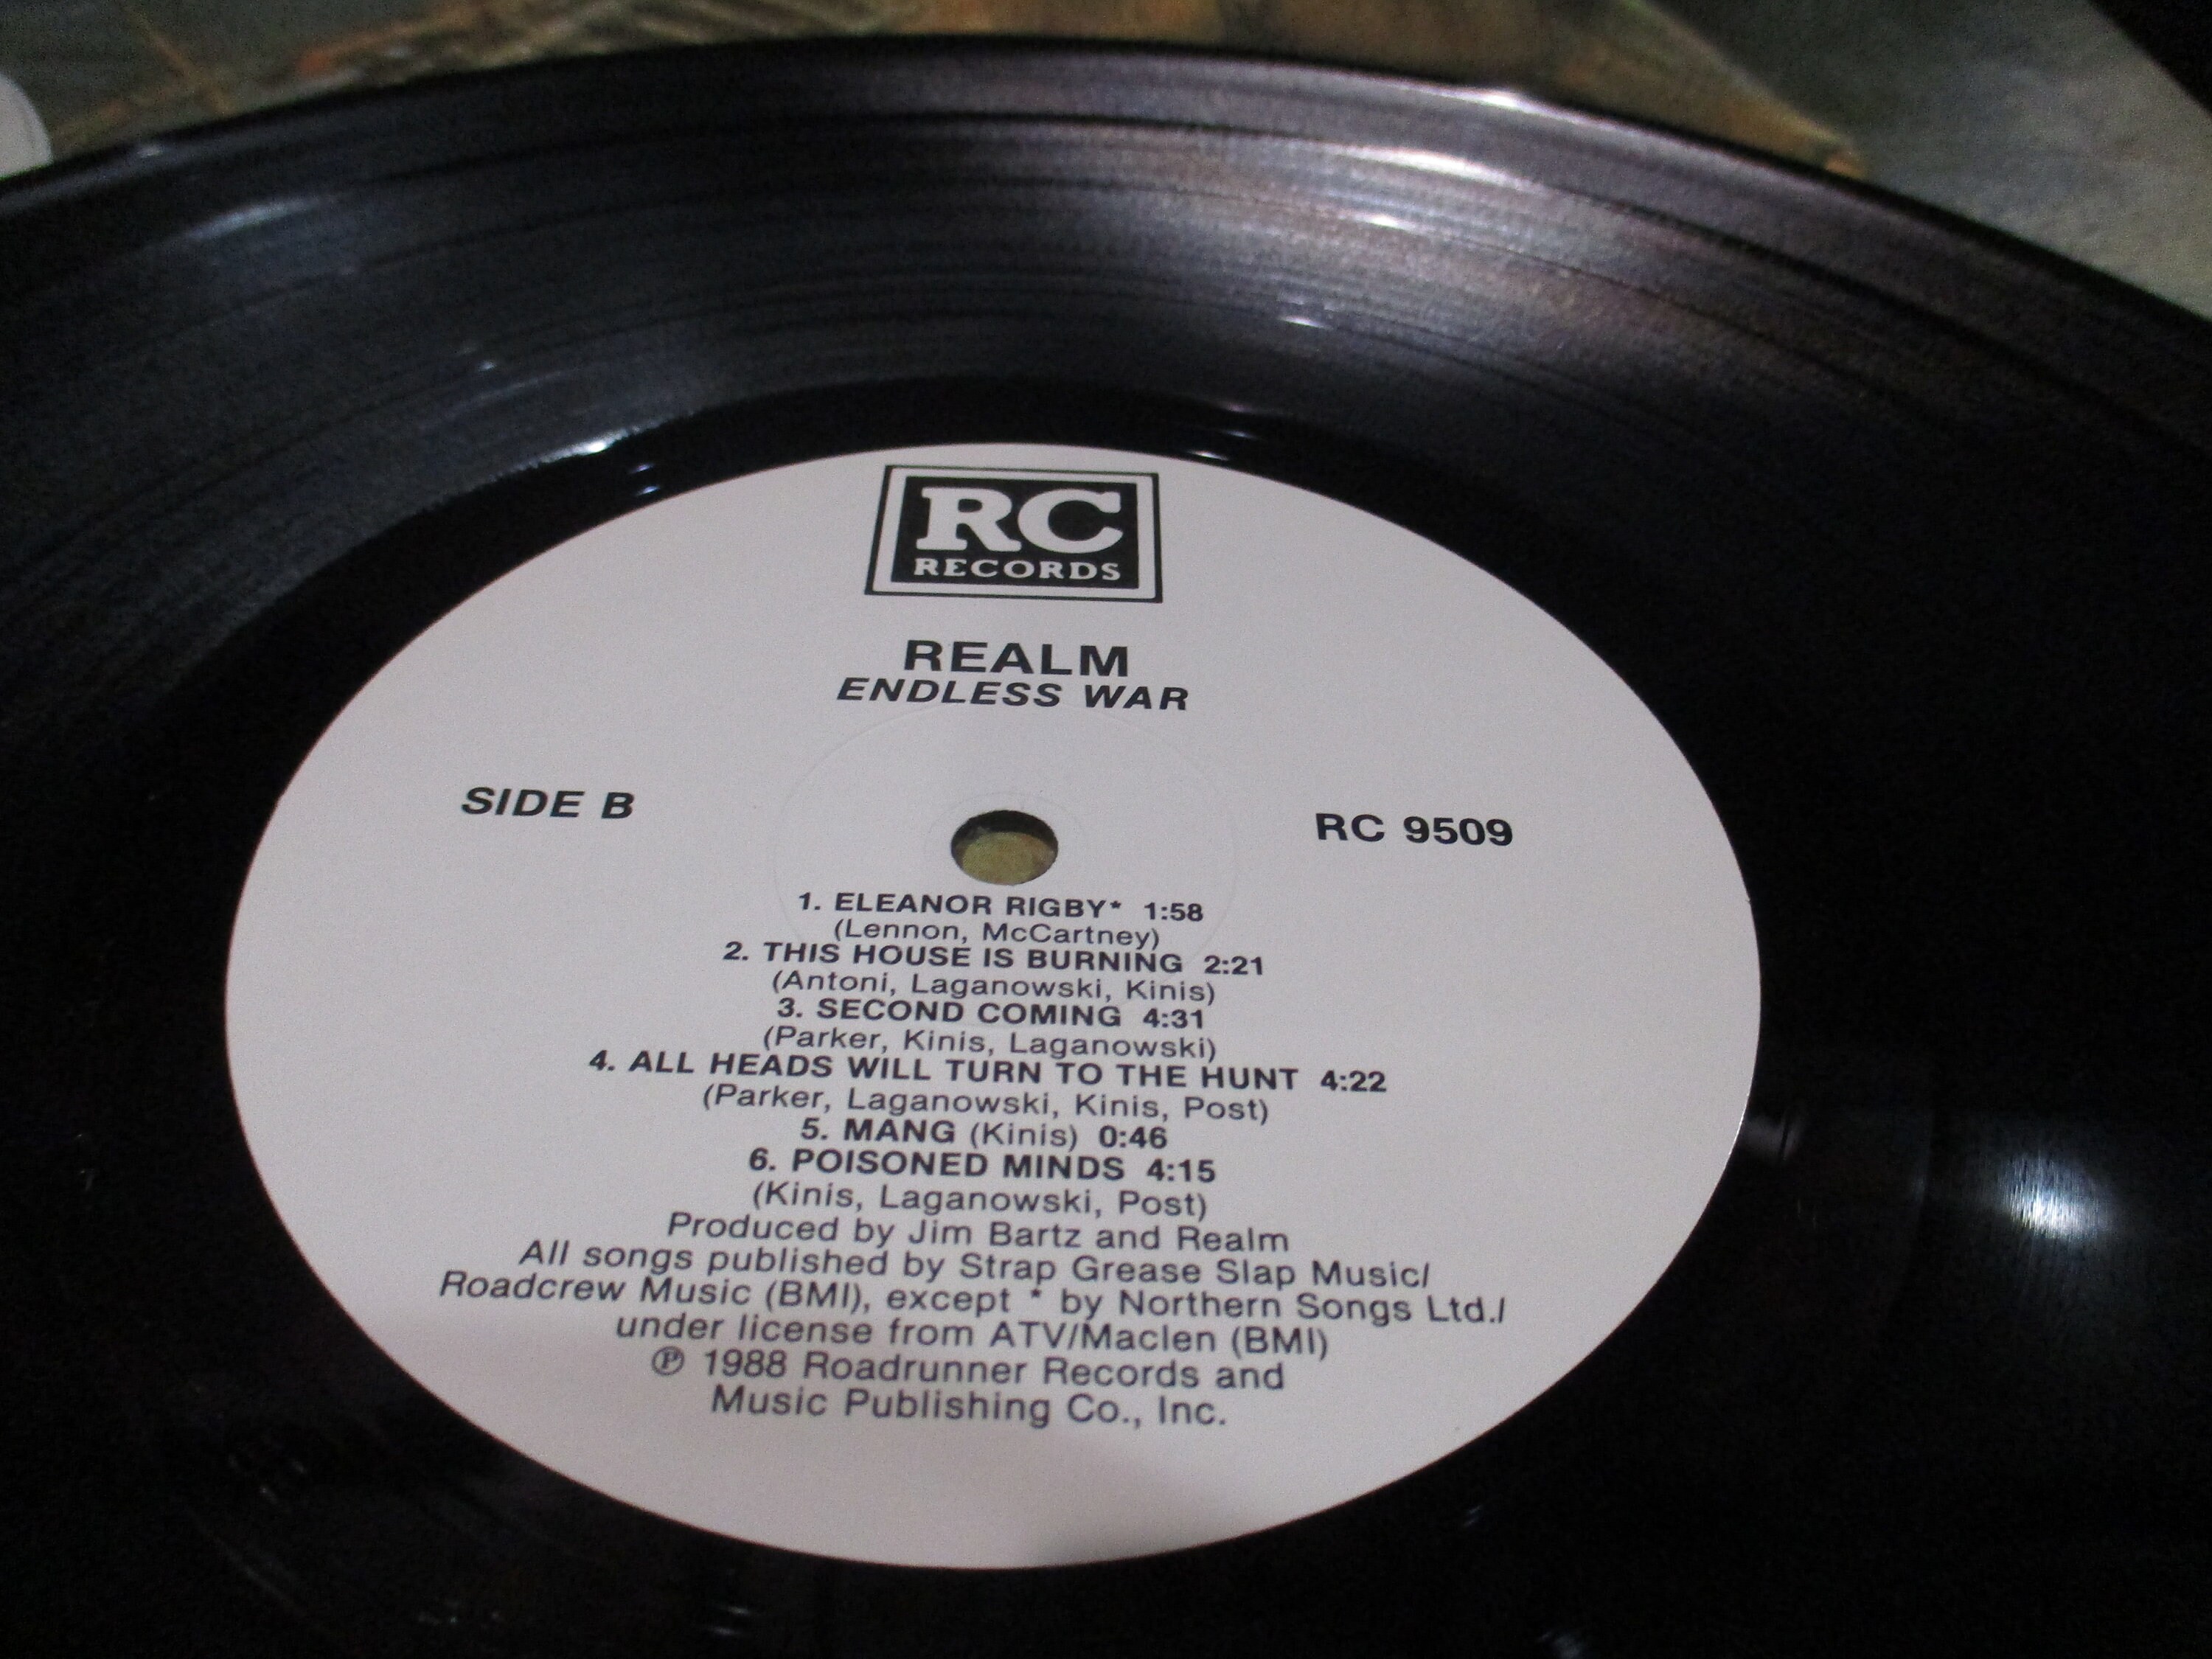 RC
RECORDS
REALM
ENDLESS WAR
SIDE B
RC 9509
1. ELEANOR RIGBY* 1:58
(Lennon, McCartney)
2. THIS HOUSE IS BURNING 2:21
(Antoni, Laganowski, Kinis)
3. SECOND COMING 4:31
(Parker, Kinis, Laganowski)
4. ALL HEADS WILL TURN TO THE HUNT 4:22
(Parker, Laganowski, Kinis, Post)
5. MANG (Kinis) 0:46
6. POISONED MINDS 4:15
(Kinis, Laganowski, Post)
Produced by Jim Bartz and Realm
All songs published by Strap Grease Slap Music/
Roadcrew Music (BMI), except * by Northern Songs Ltd./
under license from ATV/Maclen (BMI)
℗ 1988 Roadrunner Records and
Music Publishing Co., Inc.